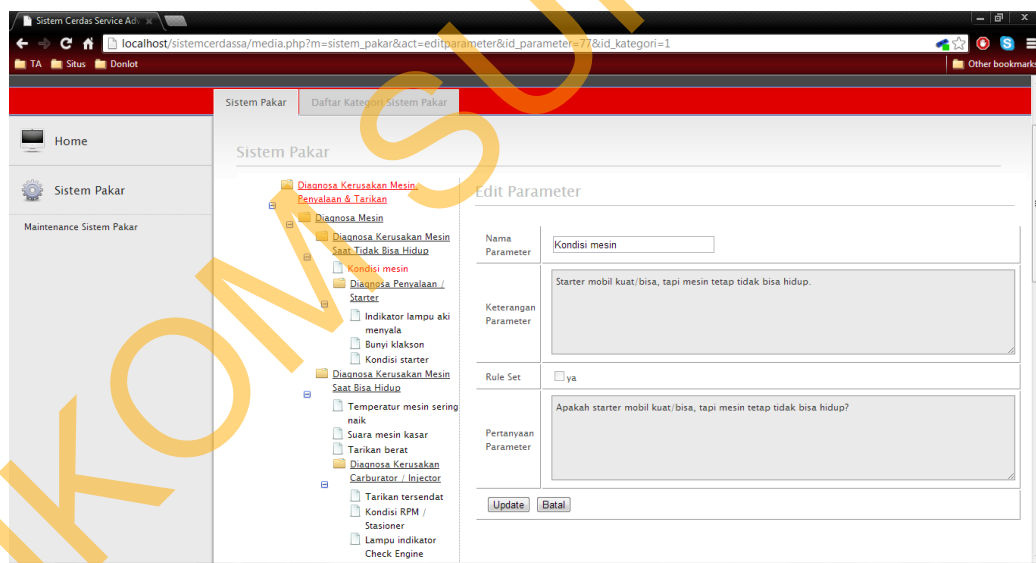 Sistem Cerdas Service Adv
localhost/sistemcerdassa/media.php?m=sistem_pakar&act=editparameter&id_parameter=77&id_kategori=1
TA Situs Donlot Other bookmarks
Sistem Pakar Daftar Kategori Sistem Pakar
Home
Sistem Pakar
Maintenance Sistem Pakar
Sistem Pakar
Diagnosa Kerusakan Mesin,
Penyalaan & Tarikan
Diagnosa Mesin
Diagnosa Kerusakan Mesin
Saat Tidak Bisa Hidup
Kondisi mesin
Diagnosa Penyalaan /
Starter
Indikator lampu aki
menyala
Bunyi klakson
Kondisi starter
Diagnosa Kerusakan Mesin
Saat Bisa Hidup
Temperatur mesin sering
naik
Suara mesin kasar
Tarikan berat
Diagnosa Kerusakan
Carburator / Injector
Tarikan tersendat
Kondisi RPM /
Stasioner
Lampu indikator
Check Engine
Edit Parameter
Nama
Parameter
Kondisi mesin
Keterangan
Parameter
Starter mobil kuat/bisa, tapi mesin tetap tidak bisa hidup.
Rule Set
ya
Pertanyaan
Parameter
Apakah starter mobil kuat/bisa, tapi mesin tetap tidak bisa hidup?
Update Batal
IKOM SU